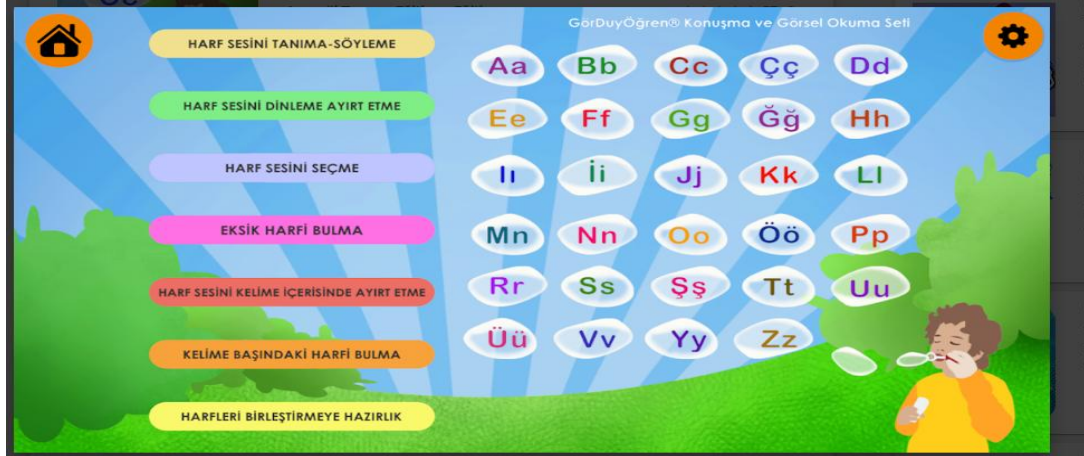 GörDuyÖğren® Konuşma ve Görsel Okuma Seti
HARF SESİNİ TANIMA-SÖYLEME
HARF SESİNİ DİNLEME AYIRT ETME
HARF SESİNİ SEÇME
EKSİK HARFİ BULMA
HARF SESİNİ KELİME İÇERİSİNDE AYIRT ETME
KELİME BAŞINDAKİ HARFİ BULMA
HARFLERİ BİRLEŞTİRMEYE HAZIRLIK
Aa Bb Cc Çç Dd
Ee Ff Gg Ğğ Hh
Iı İi Jj Kk Ll
Mn Nn Oo Öö Pp
Rr Ss Şş Tt Uu
Üü Vv Yy Zz